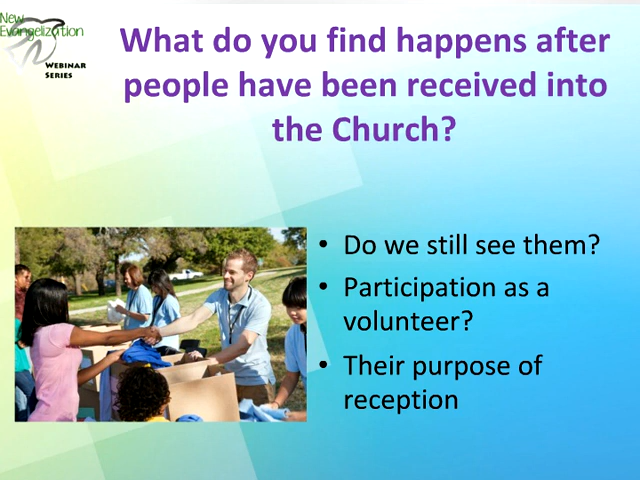 New
Evangelization
WEBINAR
SERIES
What do you find happens after
people have been received into
the Church?
• Do we still see them?
• Participation as a
volunteer?
• Their purpose of
reception